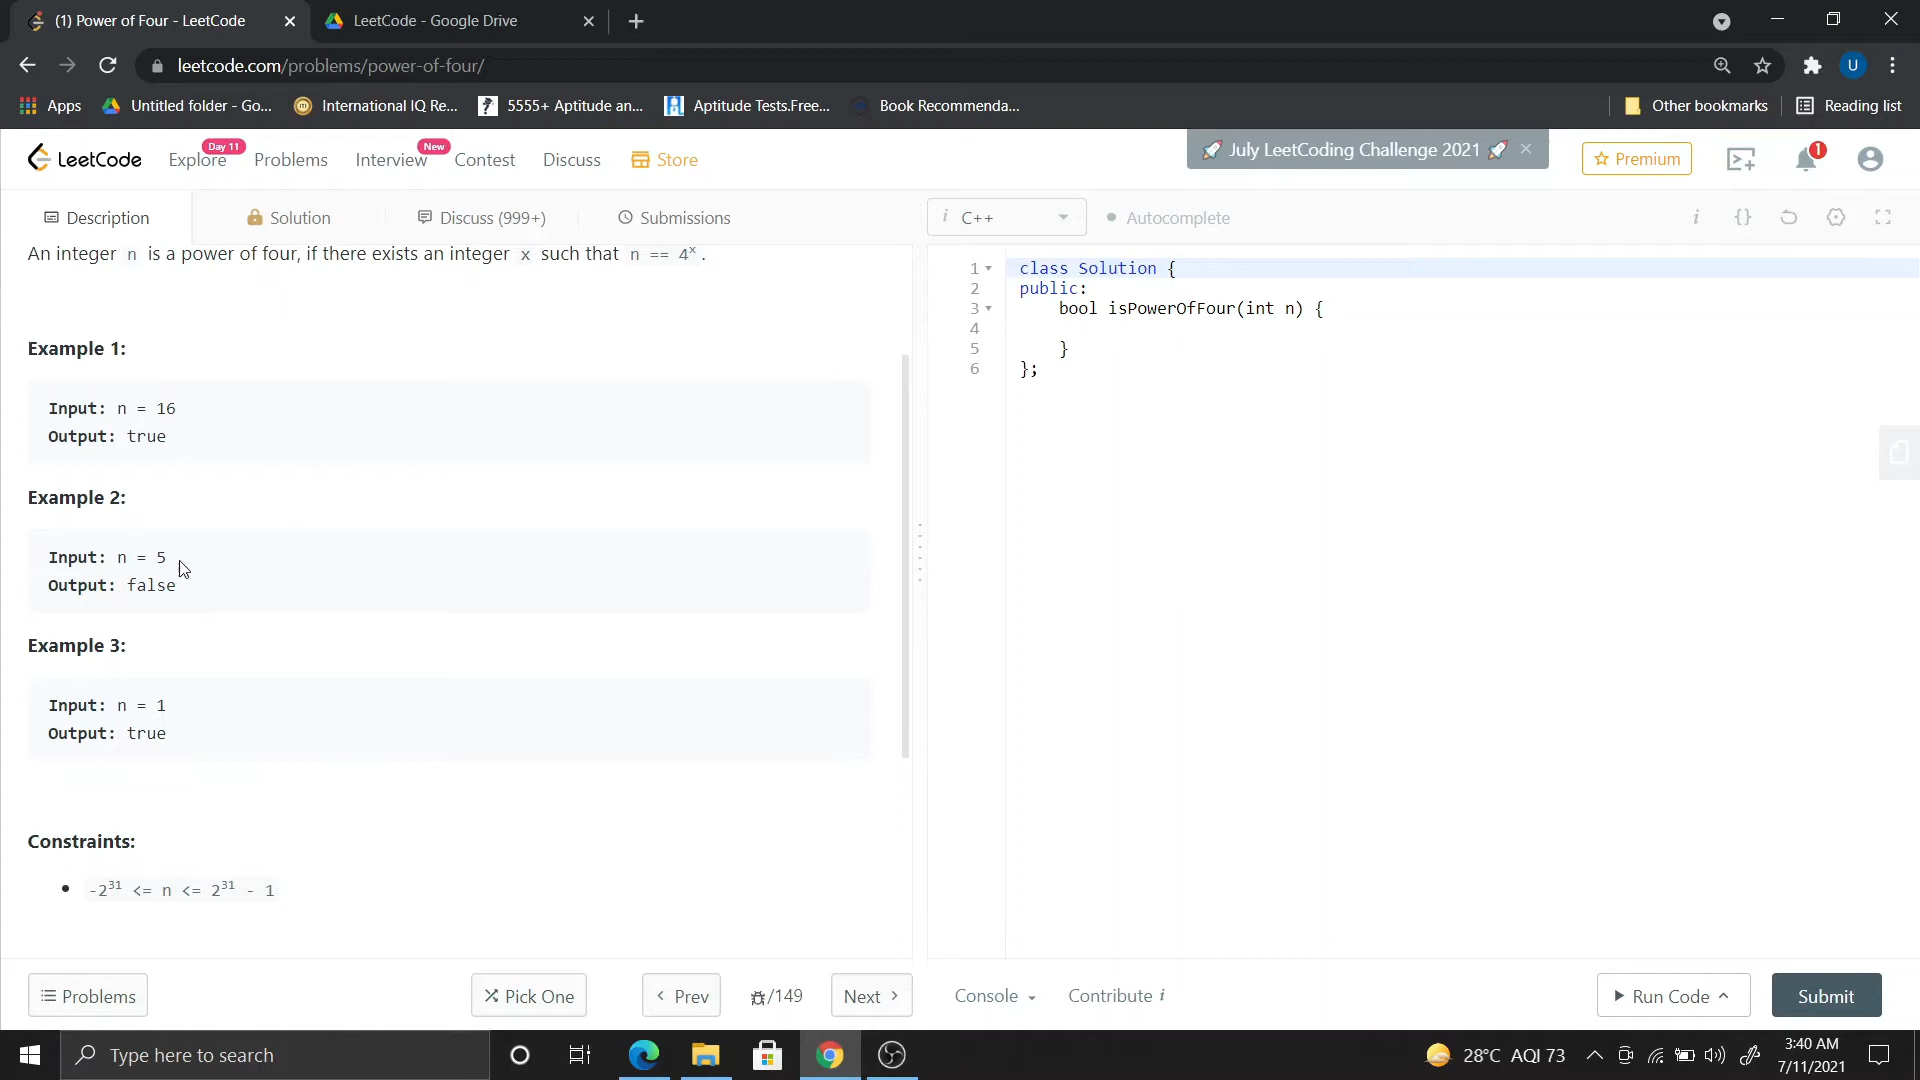 (1) Power of Four - LeetCode
LeetCode - Google Drive
leetcode.com/problems/power-of-four/
U
Apps
Untitled folder - Go...
International IQ Re...
5555+ Aptitude an...
Aptitude Tests.Free...
Book Recommenda...
Other bookmarks
Reading list
LeetCode
Explore
Day 11
Problems
Interview
New
Contest
Discuss
Store
🚀 July LeetCoding Challenge 2021 🚀
Premium
1
Description
Solution
Discuss (999+)
Submissions
i C++
Autocomplete
i {}
An integer n is a power of four, if there exists an integer x such that n == 4ˣ.
Example 1:
Input: n = 16
Output: true
Example 2:
Input: n = 5
Output: false
Example 3:
Input: n = 1
Output: true
Constraints:
-2³¹ <= n <= 2³¹ - 1
1 class Solution {
2 public:
3 bool isPowerOfFour(int n) {
4
5 }
6 };
Problems
Pick One
Prev
/149
Next
Console
Contribute i
Run Code
Submit
Type here to search
28°C AQI 73
3:40 AM
7/11/2021